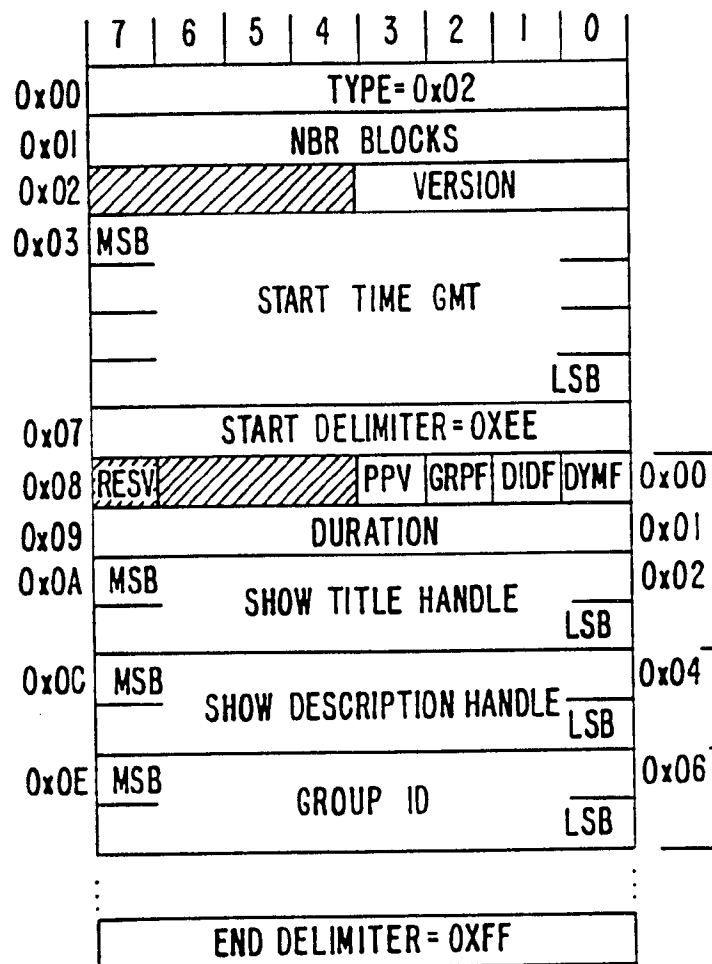 7 6 5 4 3 2 1 0
0x00 TYPE=0x02
0x01 NBR BLOCKS
0x02 VERSION
0x03 MSB
START TIME GMT
LSB
0x07 START DELIMITER=0XEE
0x08 RESV PPV GRPF DIDF DYMF 0x00
0x09 DURATION 0x01
0x0A MSB 0x02
SHOW TITLE HANDLE
LSB
0x0C MSB 0x04
SHOW DESCRIPTION HANDLE
LSB
0x0E MSB 0x06
GROUP ID
LSB
END DELIMITER=0XFF